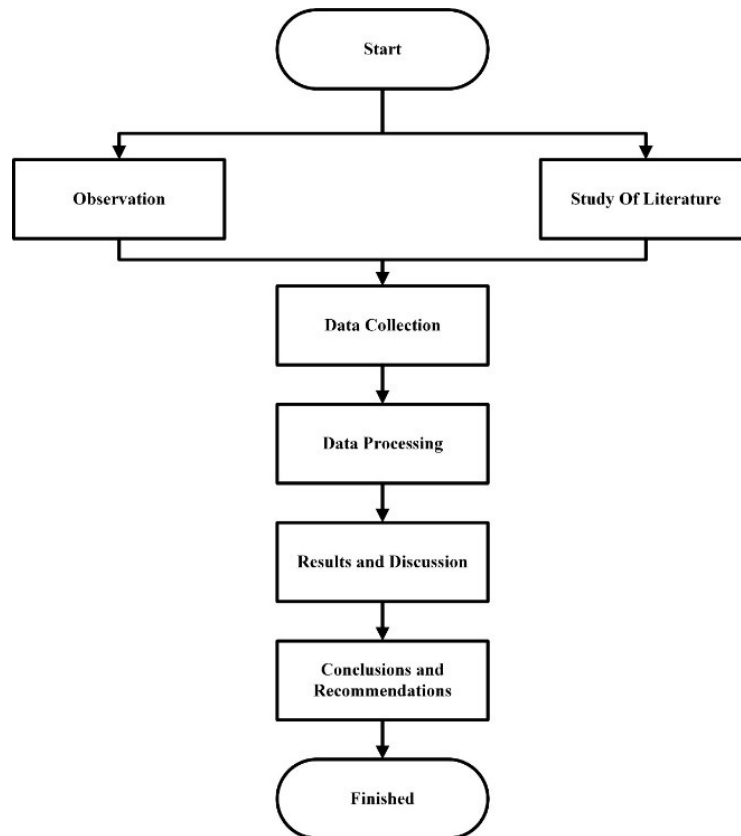 Start
Observation
Study Of Literature
Data Collection
Data Processing
Results and Discussion
Conclusions and
Recommendations
Finished